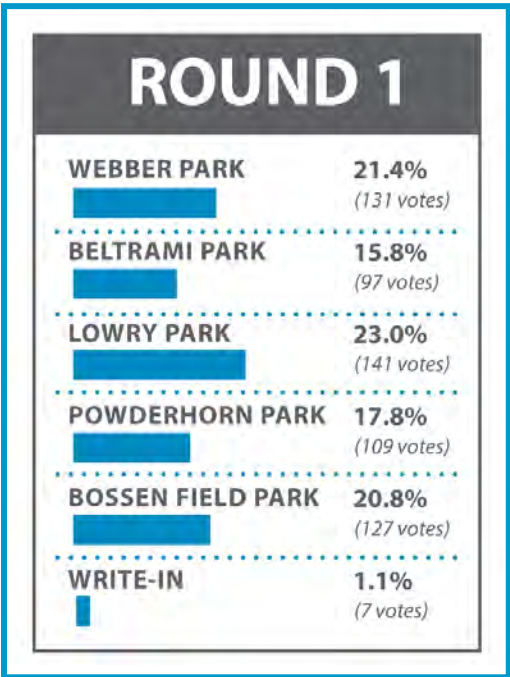 ROUND 1
WEBBER PARK 21.4%
(131 votes)
BELTRAMI PARK 15.8%
(97 votes)
LOWRY PARK 23.0%
(141 votes)
POWDERHORN PARK 17.8%
(109 votes)
BOSSEN FIELD PARK 20.8%
(127 votes)
WRITE-IN 1.1%
(7 votes)